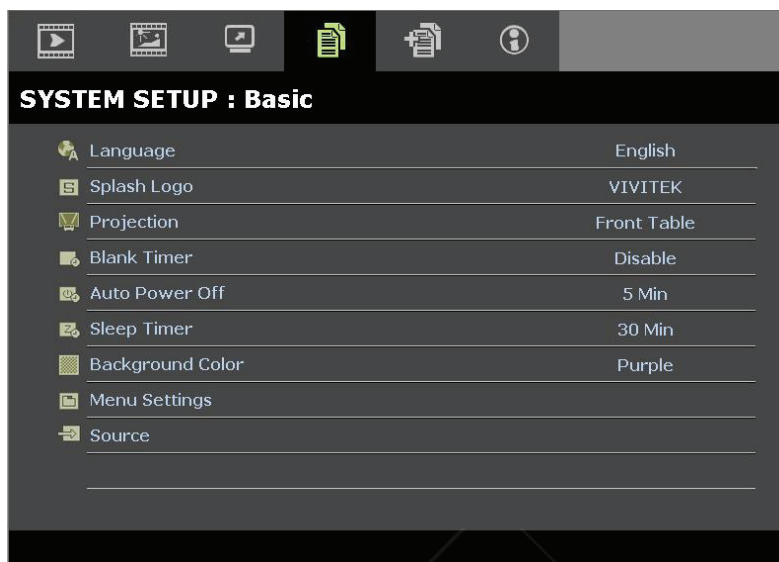 SYSTEM SETUP : Basic
Language English
Splash Logo VIVITEK
Projection Front Table
Blank Timer Disable
Auto Power Off 5 Min
Sleep Timer 30 Min
Background Color Purple
Menu Settings
Source